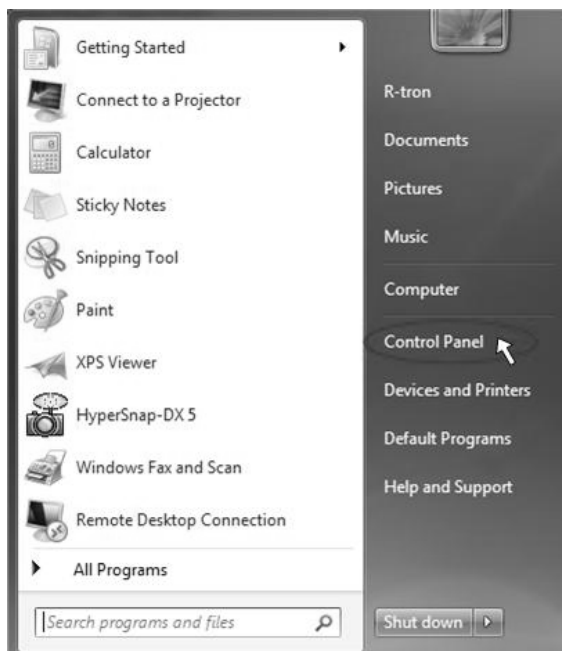 Getting Started
Connect to a Projector
Calculator
Sticky Notes
Snipping Tool
Paint
XPS Viewer
HyperSnap-DX 5
Windows Fax and Scan
Remote Desktop Connection
All Programs
Search programs and files
R-tron
Documents
Pictures
Music
Computer
Control Panel
Devices and Printers
Default Programs
Help and Support
Shut down